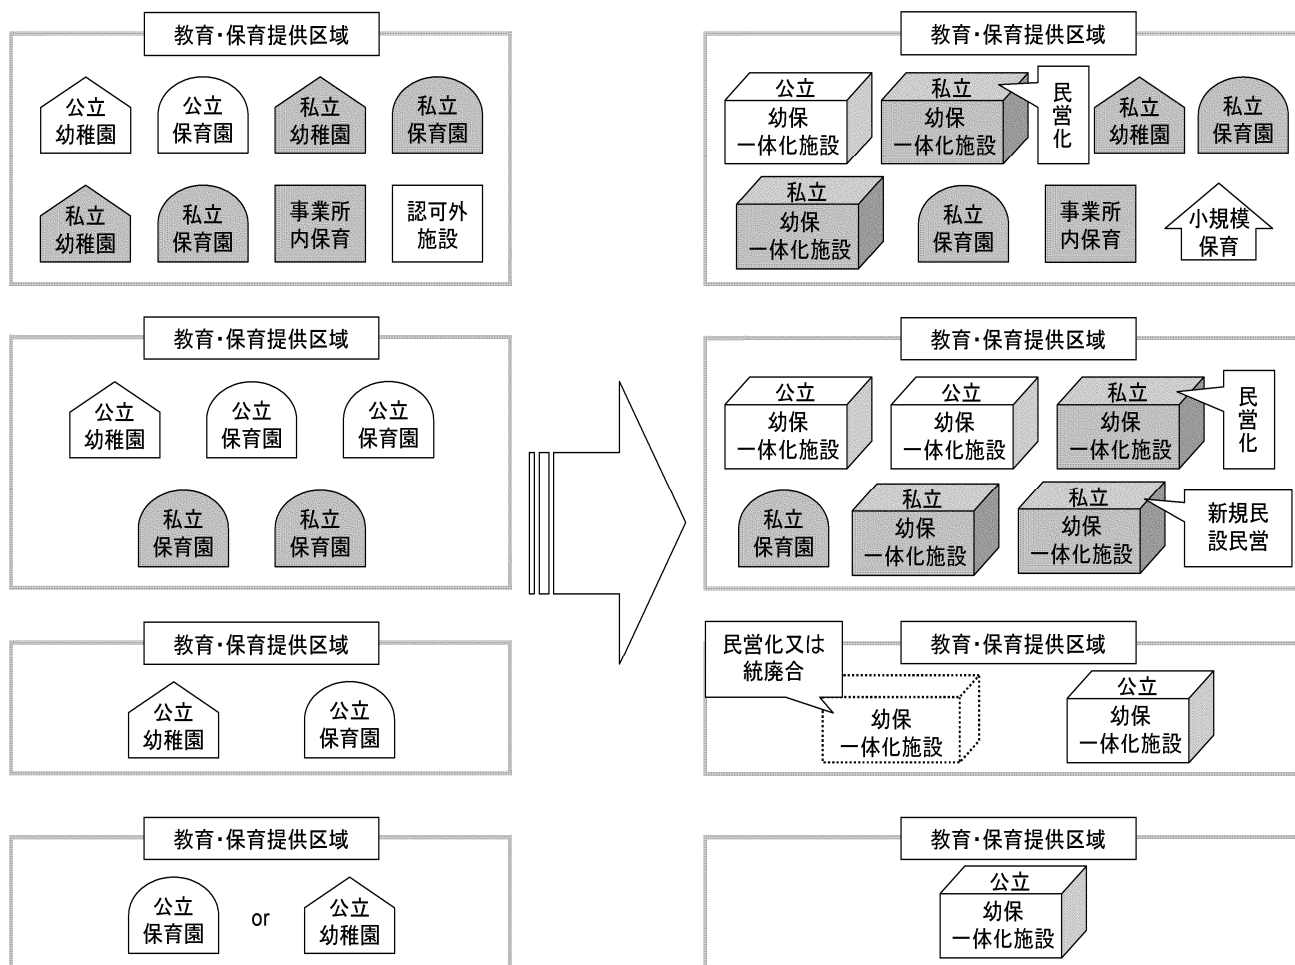 教育・保育提供区域
公立
幼稚園
公立
保育園
私立
幼稚園
私立
保育園
私立
幼稚園
私立
保育園
事業所
内保育
認可外
施設
教育・保育提供区域
公立
幼稚園
公立
保育園
公立
保育園
私立
保育園
私立
保育園
教育・保育提供区域
公立
幼稚園
公立
保育園
教育・保育提供区域
公立
保育園
or
公立
幼稚園
教育・保育提供区域
公立
幼保
一体化施設
私立
幼保
一体化施設
民営化
私立
幼稚園
私立
保育園
私立
幼保
一体化施設
私立
保育園
事業所
内保育
小規模
保育
教育・保育提供区域
公立
幼保
一体化施設
公立
幼保
一体化施設
私立
幼保
一体化施設
民営化
私立
保育園
私立
幼保
一体化施設
私立
幼保
一体化施設
新規民
設民営
教育・保育提供区域
民営化又は
統廃合
幼保
一体化施設
公立
幼保
一体化施設
教育・保育提供区域
公立
幼保
一体化施設